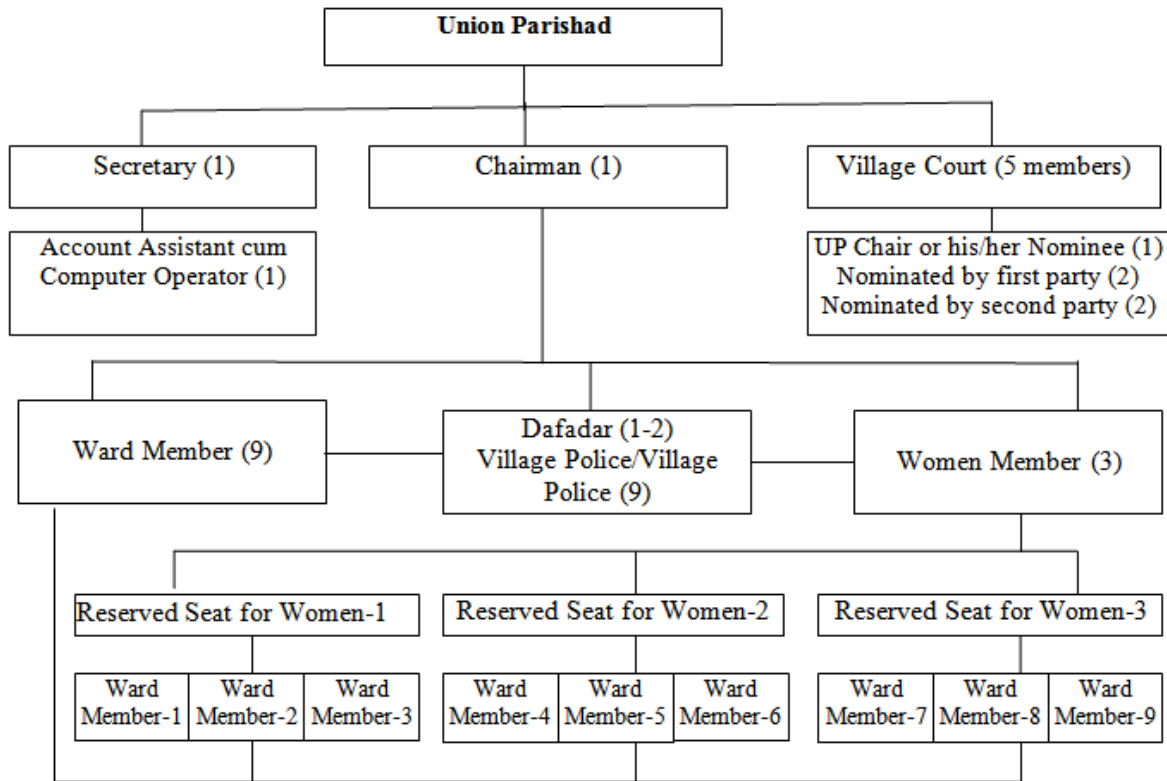 Union Parishad
Secretary (1)
Chairman (1)
Village Court (5 members)
Account Assistant cum
Computer Operator (1)
UP Chair or his/her Nominee (1)
Nominated by first party (2)
Nominated by second party (2)
Ward Member (9)
Dafadar (1-2)
Village Police/Village
Police (9)
Women Member (3)
Reserved Seat for Women-1
Reserved Seat for Women-2
Reserved Seat for Women-3
Ward
Member-1
Ward
Member-2
Ward
Member-3
Ward
Member-4
Ward
Member-5
Ward
Member-6
Ward
Member-7
Ward
Member-8
Ward
Member-9